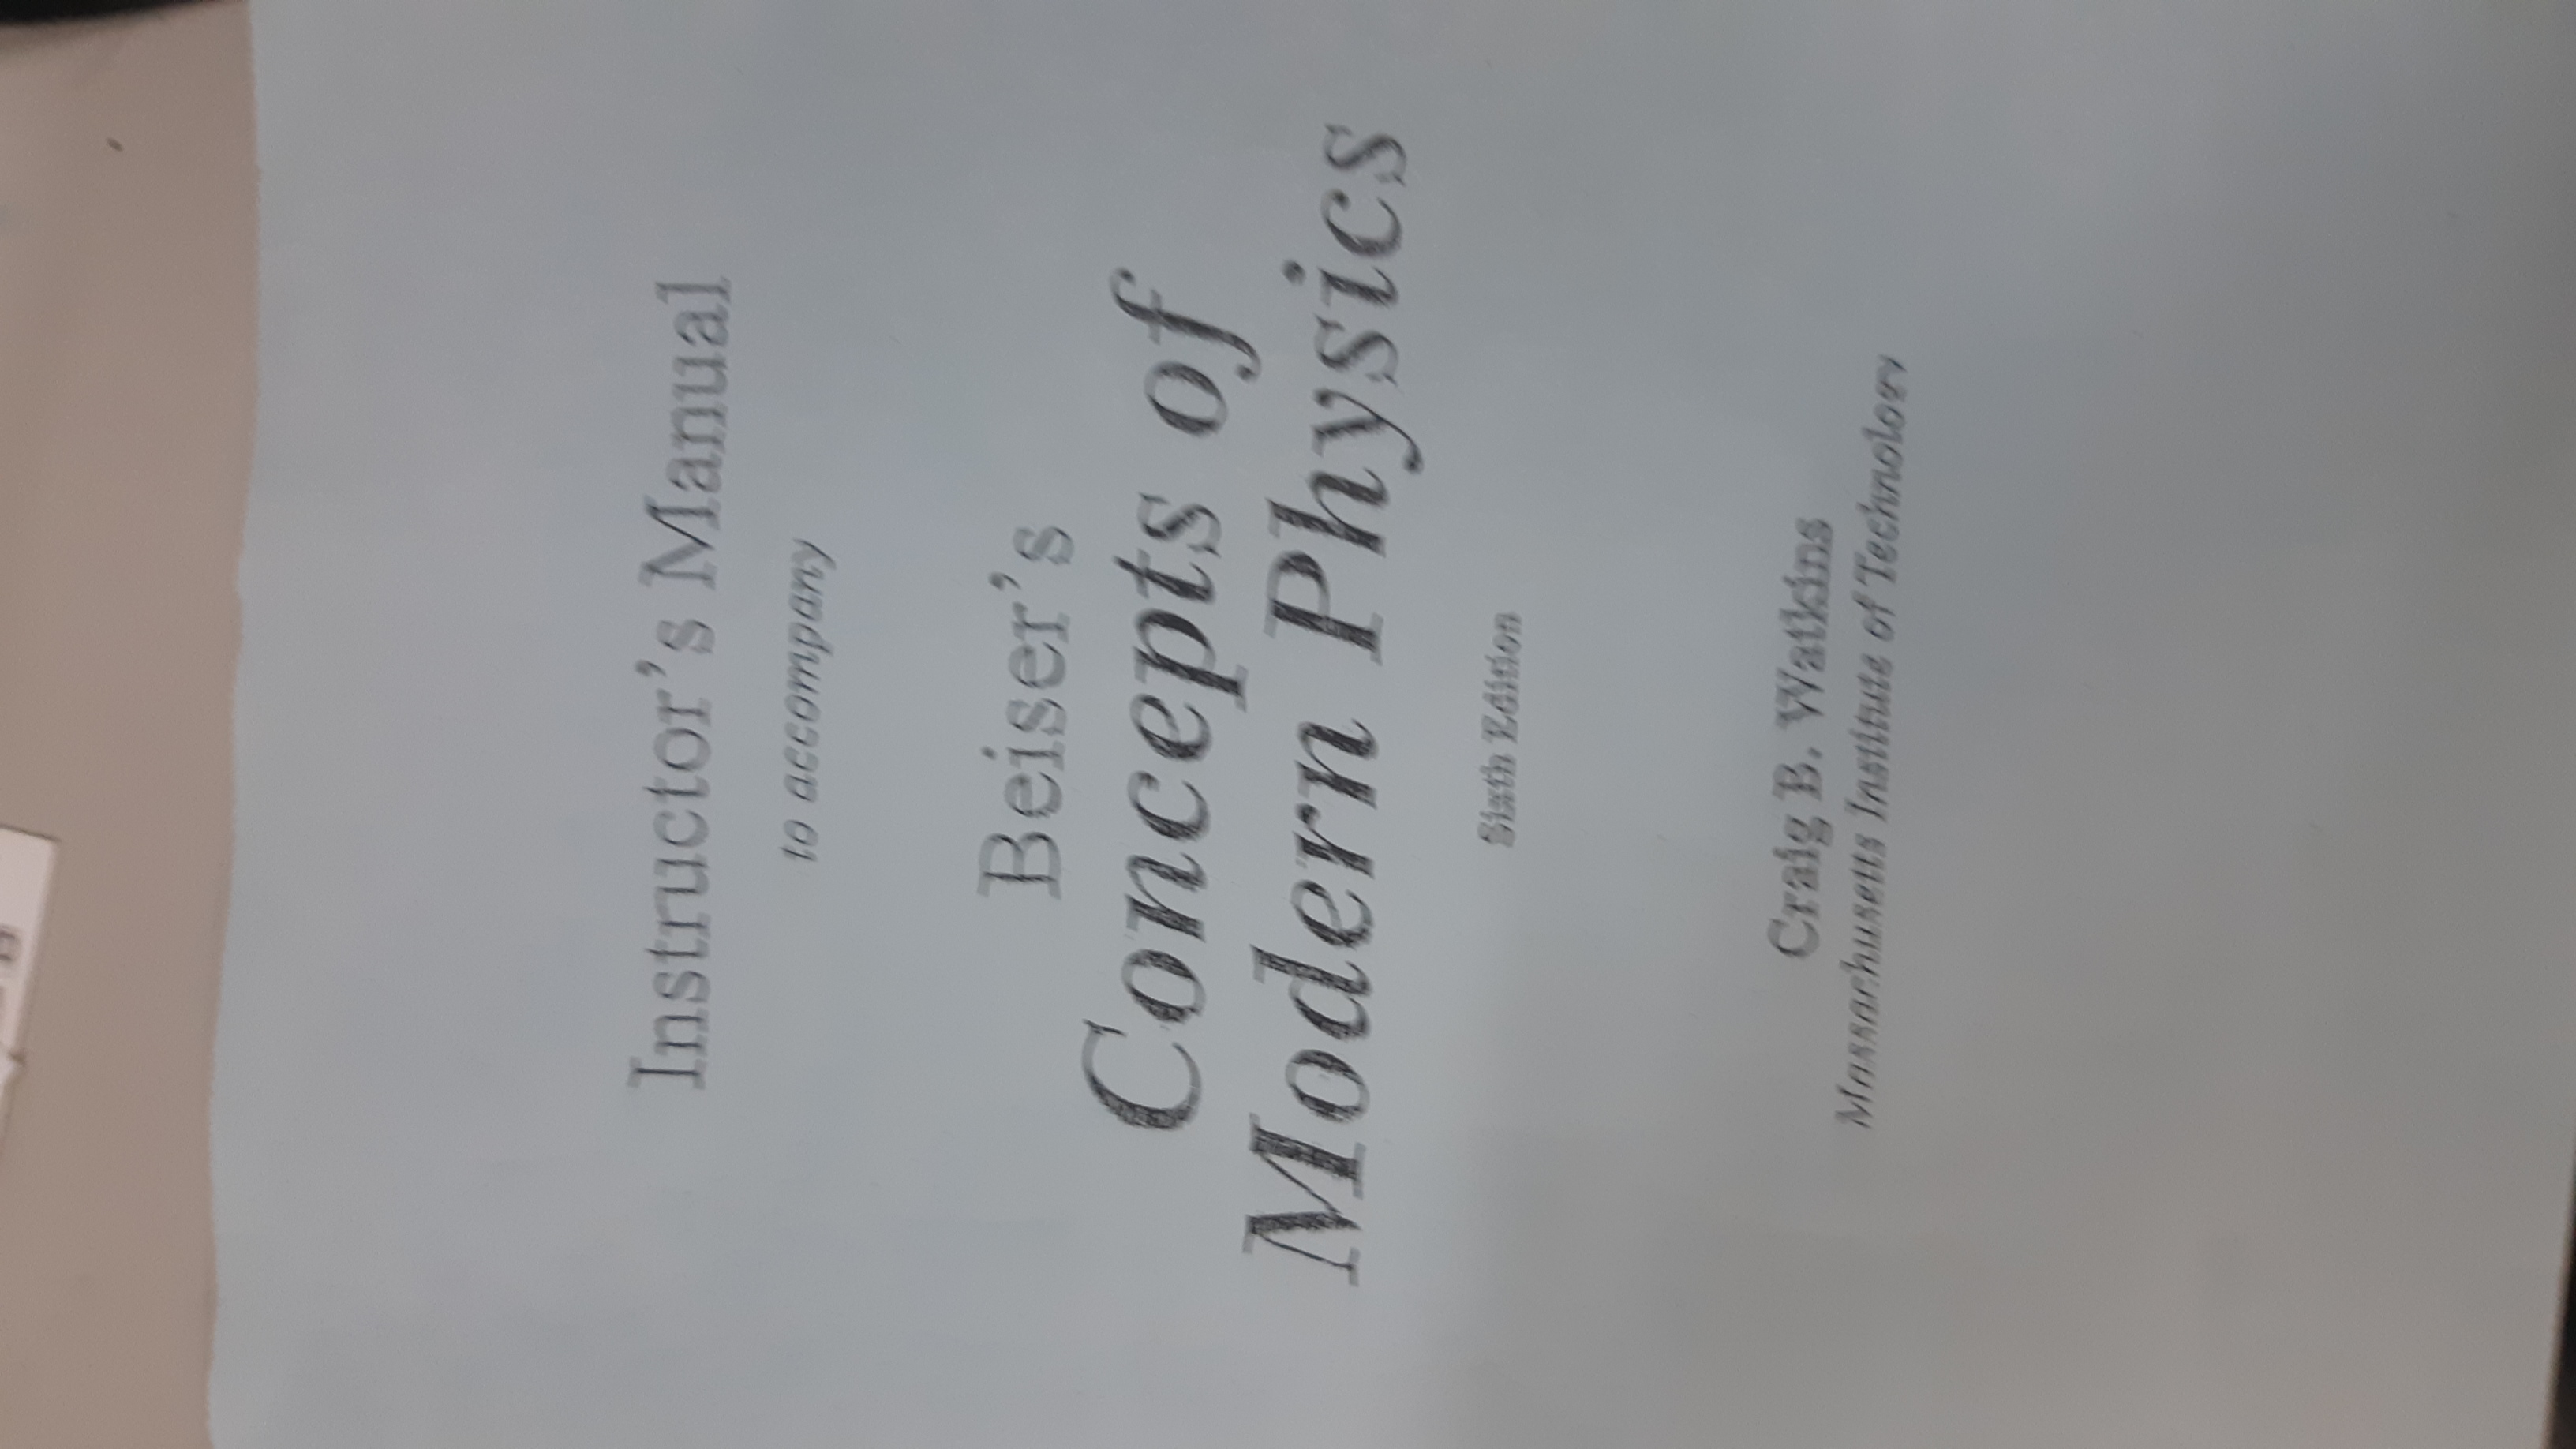 Instructor's Manual
to accompany
Beiser's
Concepts of
Modern Physics
Sixth Edition
Craig B. Watkins
Massachusetts Institute of Technology